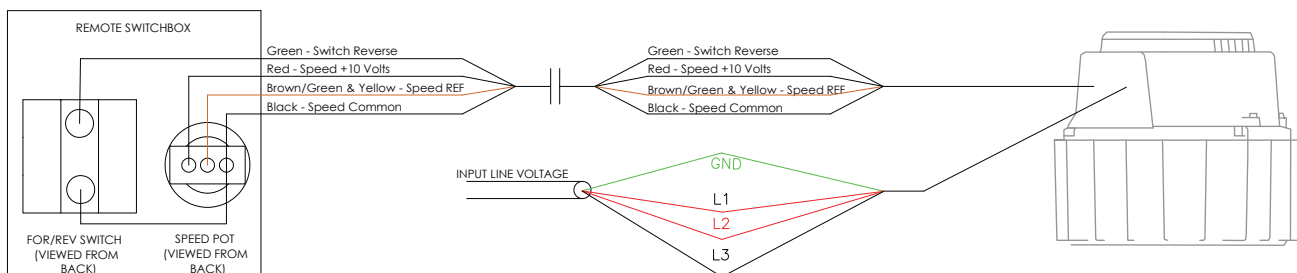 REMOTE SWITCHBOX
Green - Switch Reverse
Red - Speed +10 Volts
Brown/Green & Yellow - Speed REF
Black - Speed Common
Green - Switch Reverse
Red - Speed +10 Volts
Brown/Green & Yellow - Speed REF
Black - Speed Common
INPUT LINE VOLTAGE
GND
L1
L2
L3
FOR/REV SWITCH
(VIEWED FROM
BACK)
SPEED POT
(VIEWED FROM
BACK)